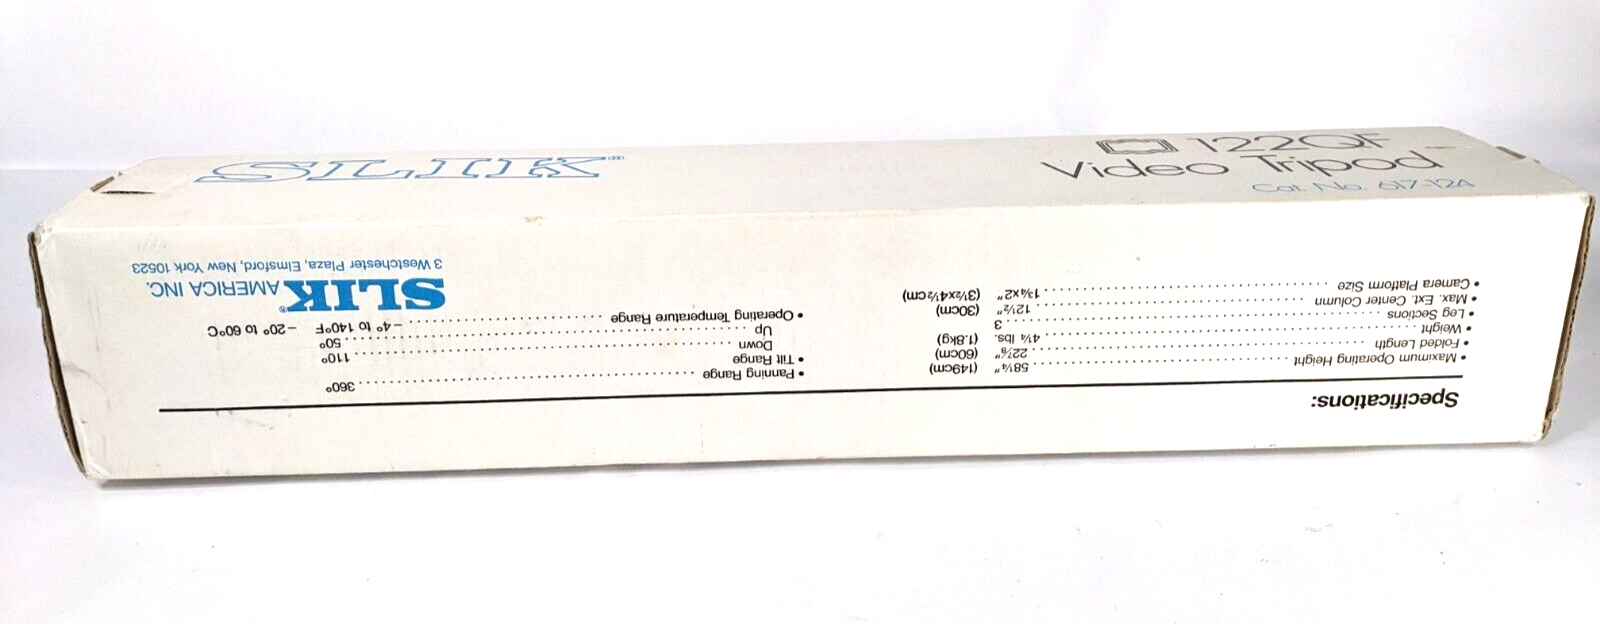 SLIK®
122QF
Video Tripod
Cat. No. 617-124
Specifications:
• Maximum Operating Height 58¼" (149cm)
• Folded Length 22⅞" (60cm)
• Weight 4¼ lbs. (1.8kg)
• Leg Sections 3
• Max. Ext. Center Column 12½" (30cm)
• Camera Platform Size 1¾x2" (3½x4½cm)
• Panning Range 360°
• Tilt Range
Down 110°
Up 50°
• Operating Temperature Range –4° to 140°F –20° to 60°C
SLIK® AMERICA INC.
3 Westchester Plaza, Elmsford, New York 10523